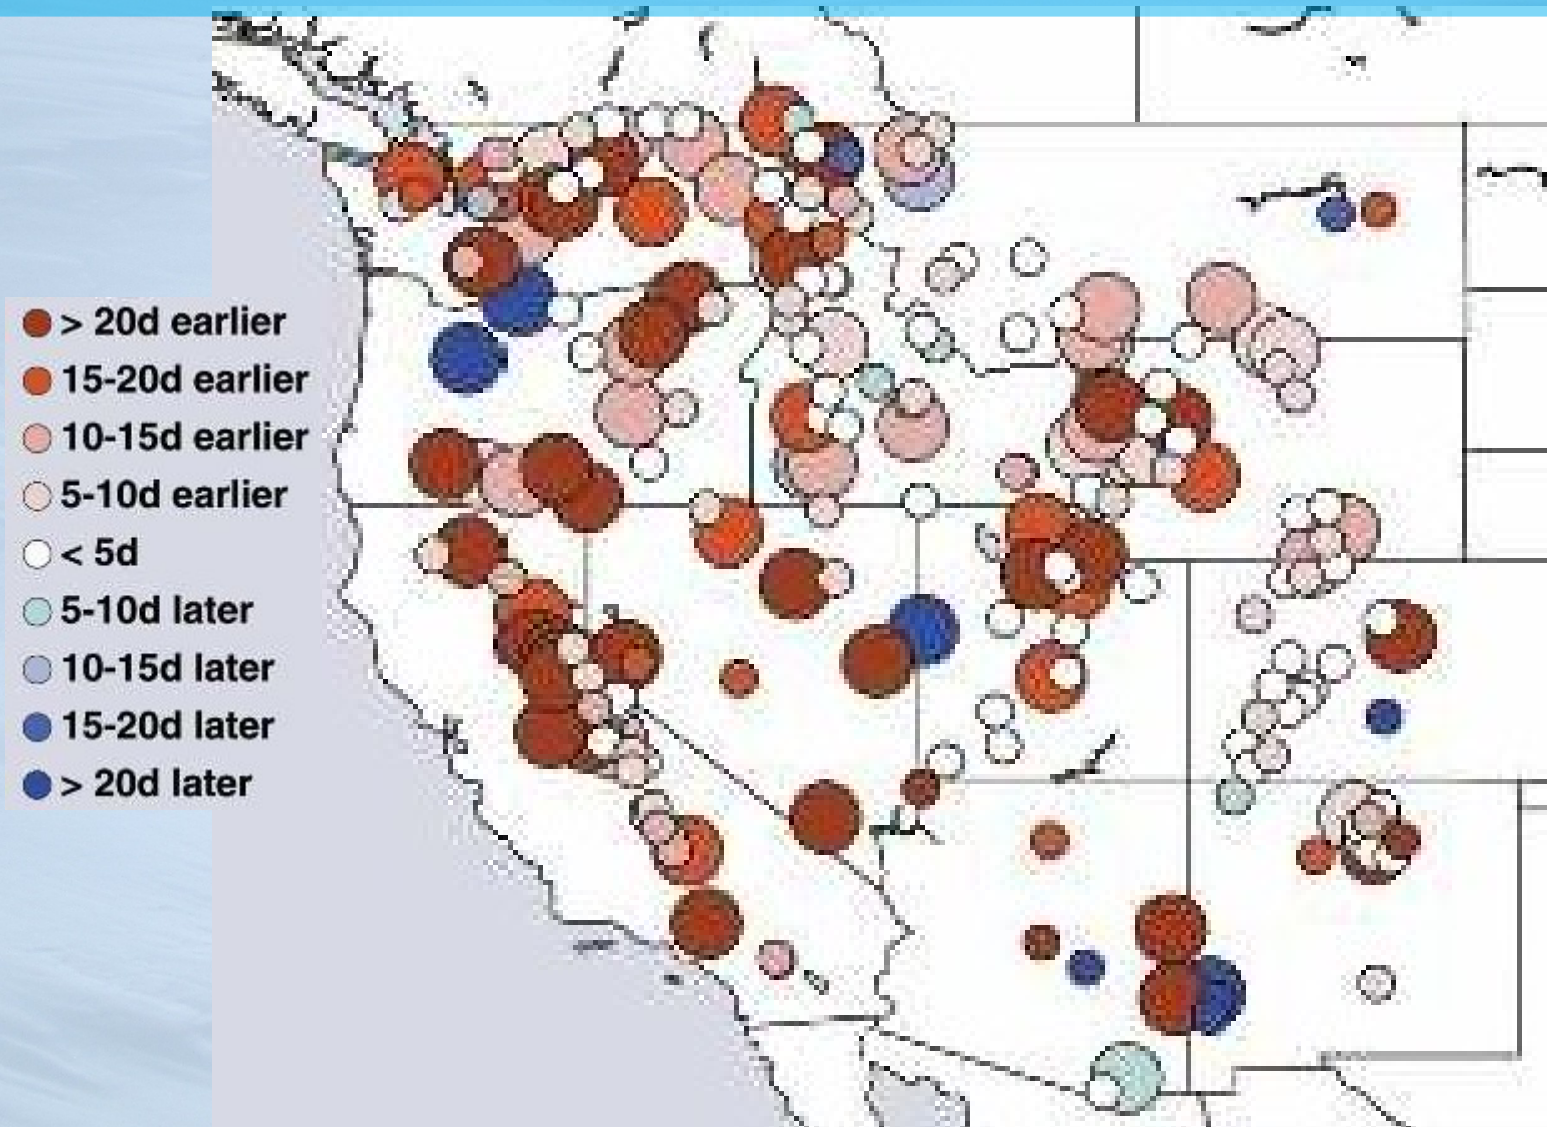 > 20d earlier
15-20d earlier
10-15d earlier
5-10d earlier
< 5d
5-10d later
10-15d later
15-20d later
> 20d later